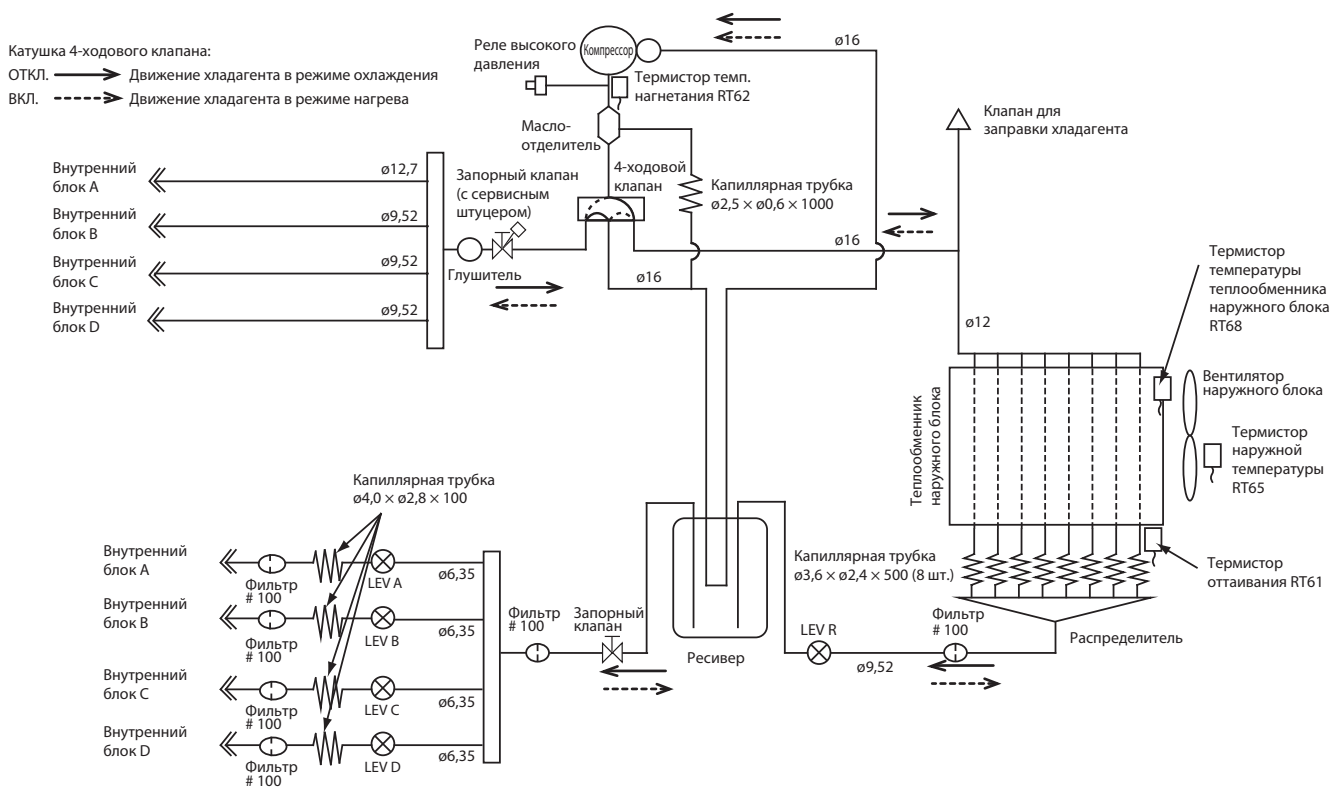 Катушка 4-ходового клапана:
ОТКЛ.
Движение хладагента в режиме охлаждения
ВКЛ.
Движение хладагента в режиме нагрева
Реле высокого
давления
Компрессор
ø16
Термистор темп.
нагнетания RT62
Масло-
отделитель
4-ходовой
клапан
Капиллярная трубка
ø2,5 × ø0,6 × 1000
Клапан для
заправки хладагента
Внутренний
блок A
ø12,7
Внутренний
блок B
ø9,52
Внутренний
блок C
ø9,52
Внутренний
блок D
ø9,52
Запорный клапан
(с сервисным
штуцером)
Глушитель
ø16
ø16
ø12
Термистор
температуры
теплообменника
наружного блока
RT68
Вентилятор
наружного блока
Термистор
наружной
температуры
RT65
Теплообменник
наружного блока
Термистор
оттаивания RT61
Капиллярная трубка
ø3,6 × ø2,4 × 500 (8 шт.)
Распределитель
Фильтр
# 100
ø9,52
LEV R
Ресивер
Запорный
клапан
Фильтр
# 100
Капиллярная трубка
ø4,0 × ø2,8 × 100
Внутренний
блок A
Фильтр
# 100
LEV A
ø6,35
Внутренний
блок B
Фильтр
# 100
LEV B
ø6,35
Внутренний
блок C
Фильтр
# 100
LEV C
ø6,35
Внутренний
блок D
Фильтр
# 100
LEV D
ø6,35